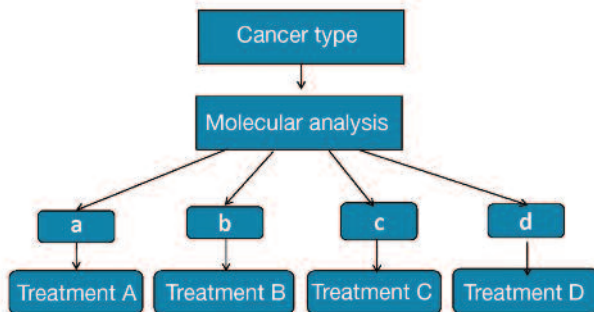 Cancer type
Molecular analysis
a b c d
Treatment A Treatment B Treatment C Treatment D